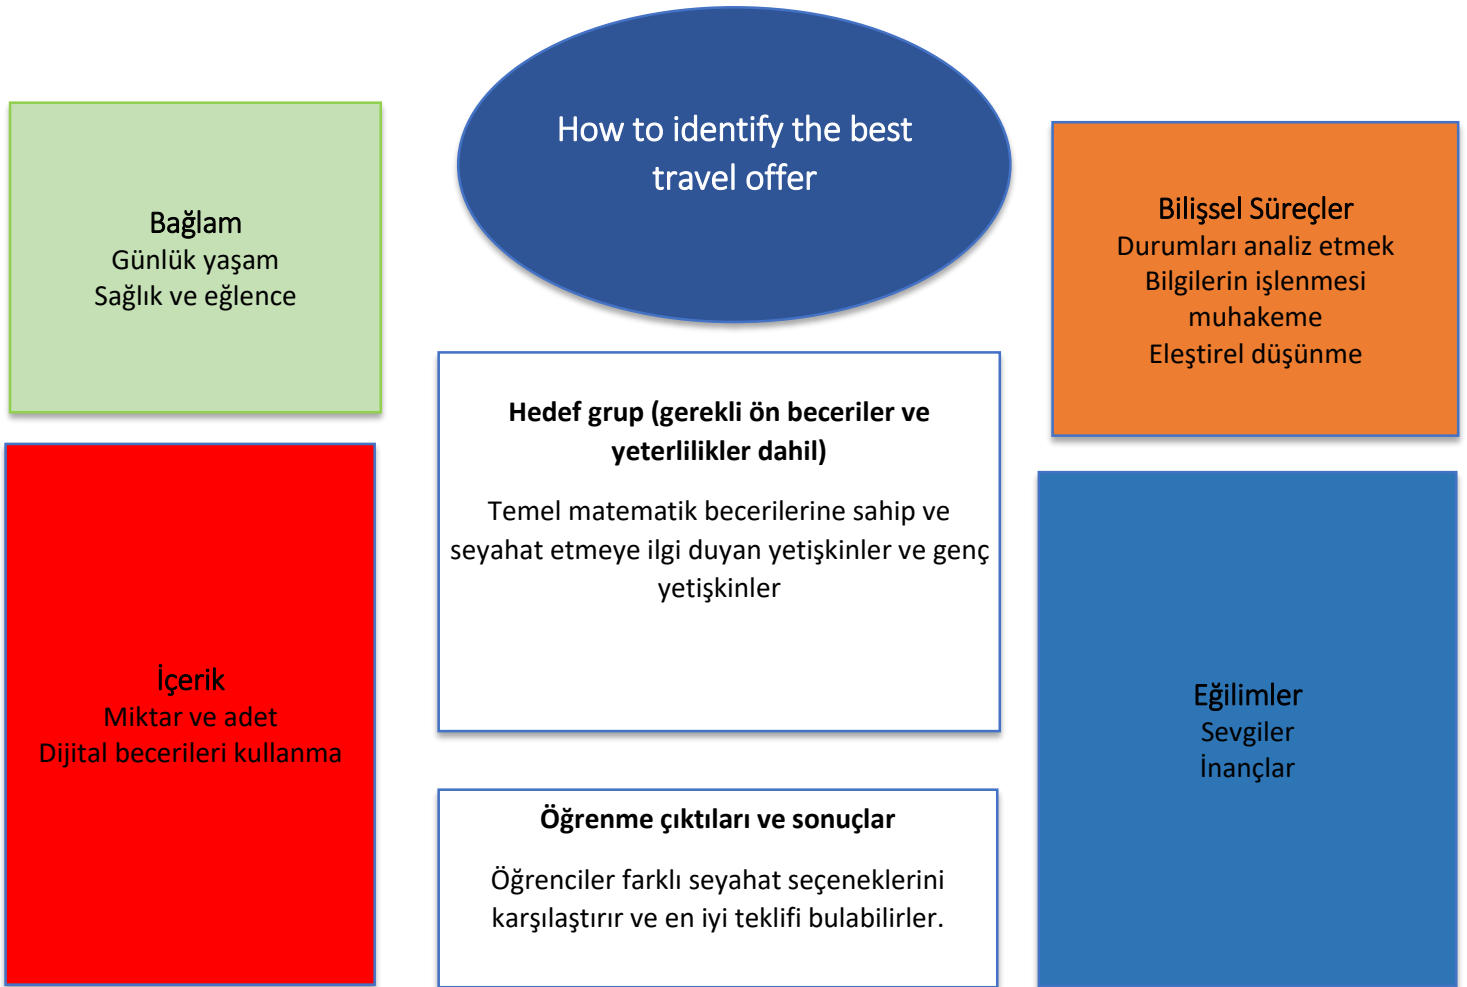 How to identify the best
travel offer
Bağlam
Günlük yaşam
Sağlık ve eğlence
Bilişsel Süreçler
Durumları analiz etmek
Bilgilerin işlenmesi
muhakeme
Eleştirel düşünme
Hedef grup (gerekli ön beceriler ve
yeterlilikler dahil)
Temel matematik becerilerine sahip ve
seyahat etmeye ilgi duyan yetişkinler ve genç
yetişkinler
İçerik
Miktar ve adet
Dijital becerileri kullanma
Eğilimler
Sevgiler
İnançlar
Öğrenme çıktıları ve sonuçlar
Öğrenciler farklı seyahat seçeneklerini
karşılaştırır ve en iyi teklifi bulabilirler.